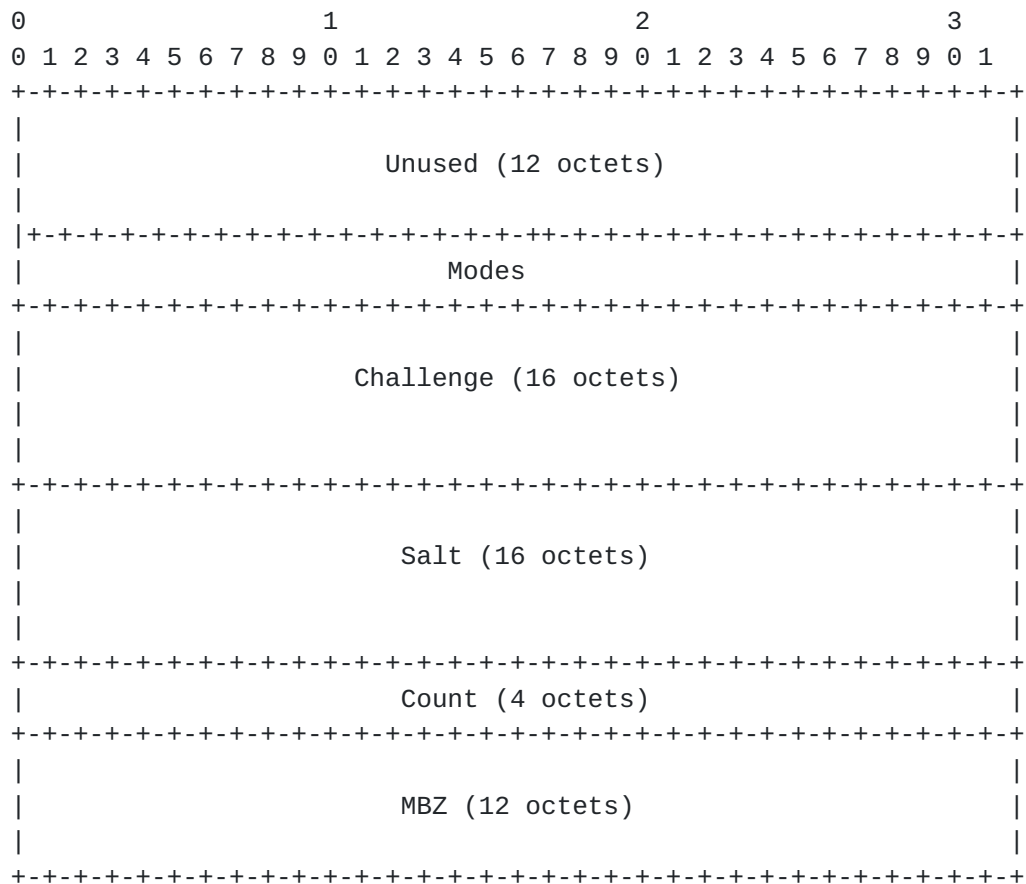 0                   1                   2                   3
0 1 2 3 4 5 6 7 8 9 0 1 2 3 4 5 6 7 8 9 0 1 2 3 4 5 6 7 8 9 0 1
+-+-+-+-+-+-+-+-+-+-+-+-+-+-+-+-+-+-+-+-+-+-+-+-+-+-+-+-+-+-+-+-+
|                                                               |
|                       Unused (12 octets)                      |
|                                                               |
|+-+-+-+-+-+-+-+-+-+-+-+-+-+-+-+-+-++-+-+-+-+-+-+-+-+-+-+-+-+-+-+
|                           Modes                               |
+-+-+-+-+-+-+-+-+-+-+-+-+-+-+-+-+-+-+-+-+-+-+-+-+-+-+-+-+-+-+-+-+
|                                                               |
|                     Challenge (16 octets)                     |
|                                                               |
|                                                               |
+-+-+-+-+-+-+-+-+-+-+-+-+-+-+-+-+-+-+-+-+-+-+-+-+-+-+-+-+-+-+-+-+
|                                                               |
|                        Salt (16 octets)                       |
|                                                               |
|                                                               |
+-+-+-+-+-+-+-+-+-+-+-+-+-+-+-+-+-+-+-+-+-+-+-+-+-+-+-+-+-+-+-+-+
|                        Count (4 octets)                       |
+-+-+-+-+-+-+-+-+-+-+-+-+-+-+-+-+-+-+-+-+-+-+-+-+-+-+-+-+-+-+-+-+
|                                                               |
|                        MBZ (12 octets)                        |
|                                                               |
+-+-+-+-+-+-+-+-+-+-+-+-+-+-+-+-+-+-+-+-+-+-+-+-+-+-+-+-+-+-+-+-+